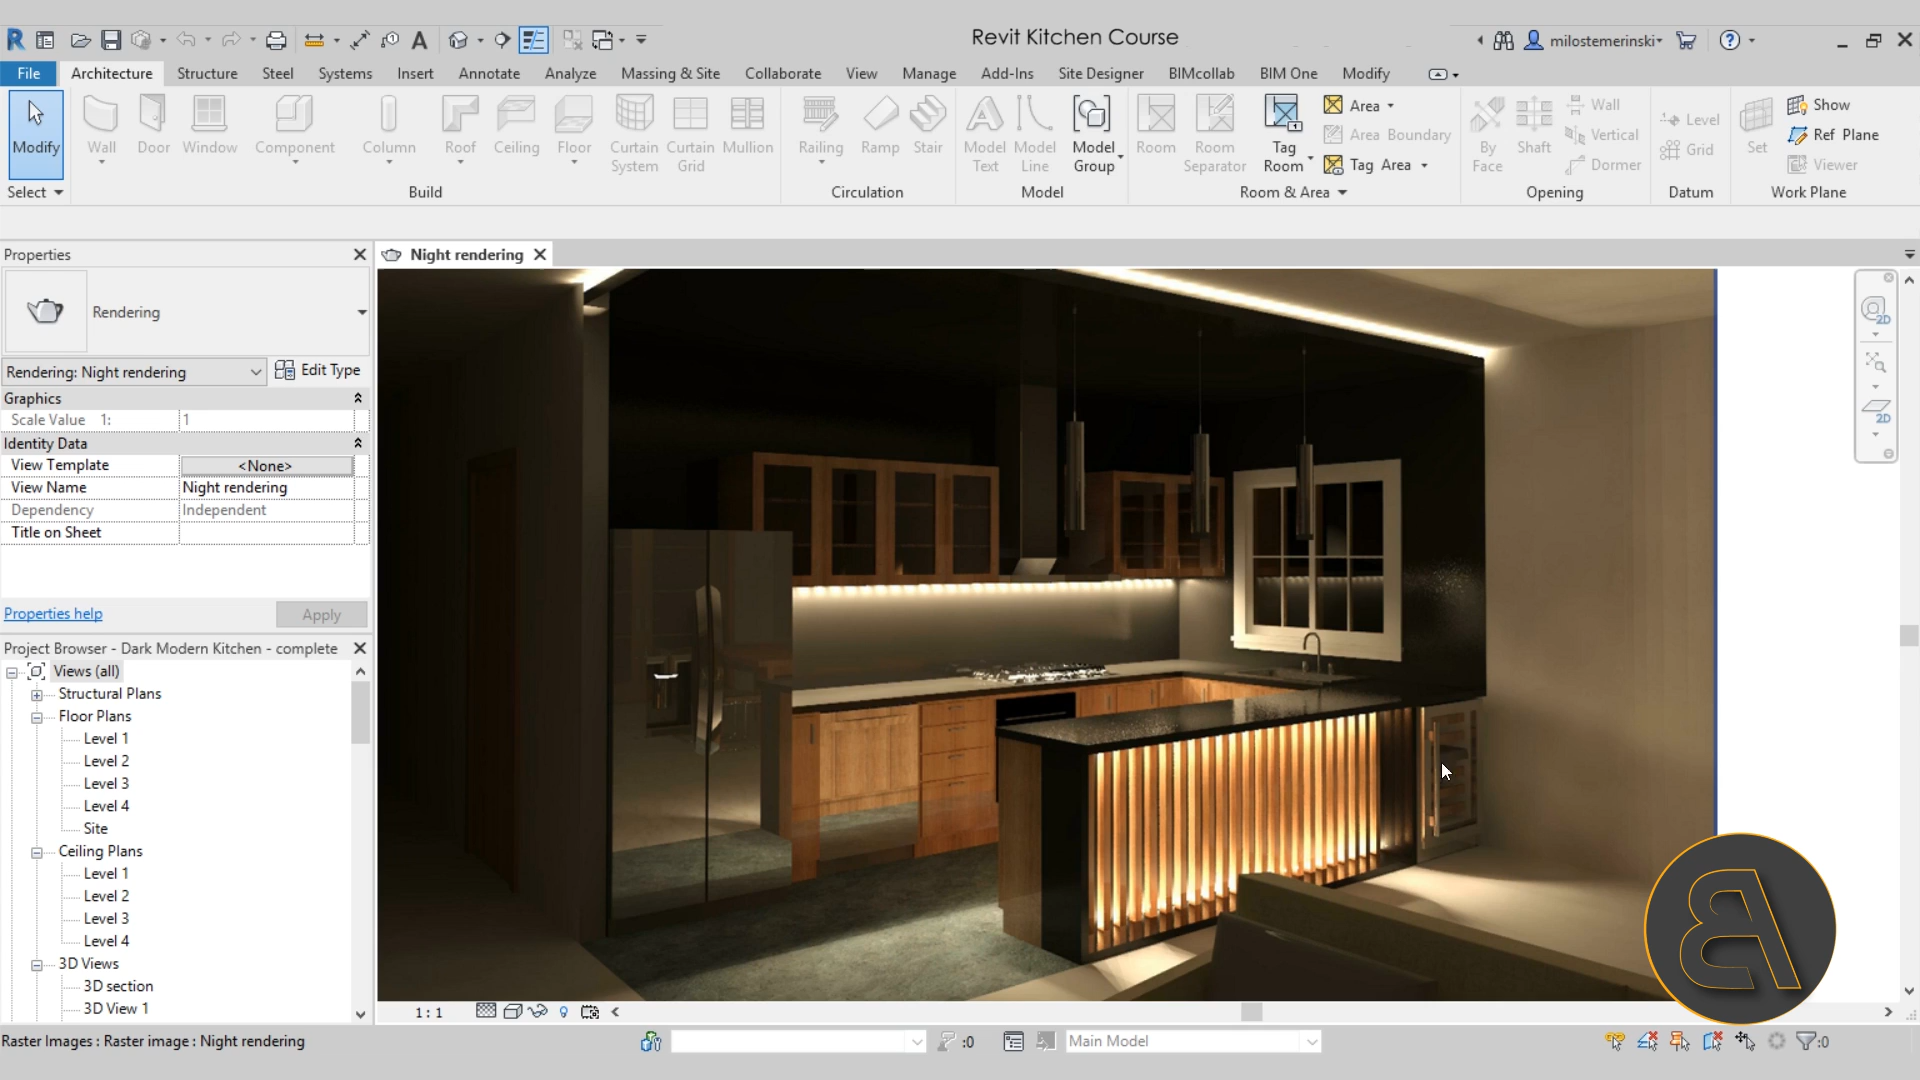 Revit Kitchen Course
milostemerinski
File Architecture Structure Steel Systems Insert Annotate Analyze Massing & Site Collaborate View Manage Add-Ins Site Designer BIMcollab BIM One Modify
Modify
Wall Door Window Component Column Roof Ceiling Floor Curtain System Curtain Grid Mullion
Railing Ramp Stair
Model Text Model Line Model Group
Room Room Separator Tag Room
Area
Area Boundary
Tag Area
By Face Shaft
Wall
Vertical
Dormer
Level
Grid
Set
Show
Ref Plane
Viewer
Select Build Circulation Model Room & Area Opening Datum Work Plane
Properties
Night rendering
Rendering
Rendering: Night rendering Edit Type
Graphics
Scale Value 1: 1
Identity Data
View Template <None>
View Name Night rendering
Dependency Independent
Title on Sheet
Properties help Apply
Project Browser - Dark Modern Kitchen - complete
Views (all)
Structural Plans
Floor Plans
Level 1
Level 2
Level 3
Level 4
Site
Ceiling Plans
Level 1
Level 2
Level 3
Level 4
3D Views
3D section
3D View 1
2D
2D
1 : 1
Raster Images : Raster image : Night rendering
:0
Main Model
:0